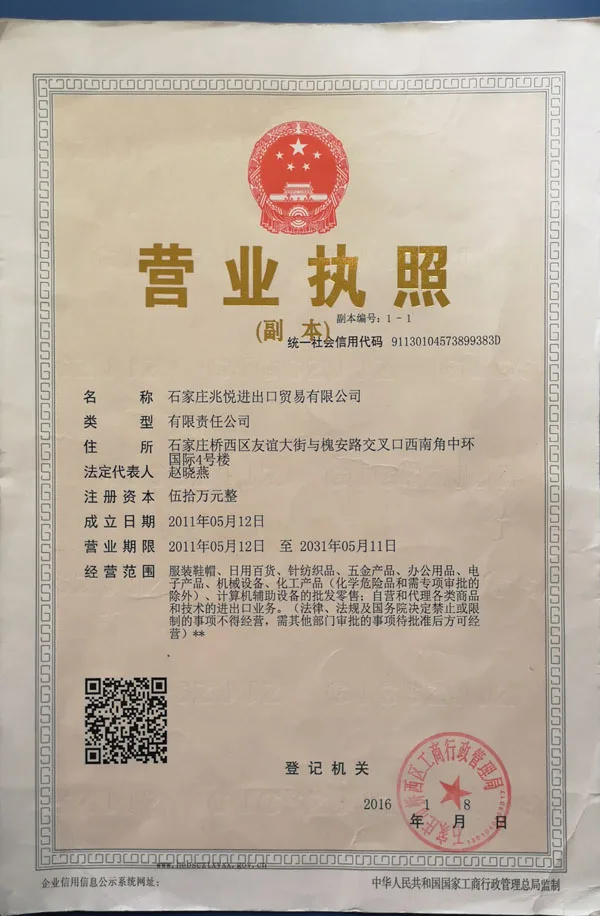 营业执照
(副 本)
副本编号: 1 - 1
统一社会信用代码 91130104573899383D
名 称 石家庄兆悦进出口贸易有限公司
类 型 有限责任公司
住 所 石家庄桥西区友谊大街与槐安路交叉口西南角中环
国际4号楼
法定代表人 赵晓燕
注册资本 伍拾万元整
成立日期 2011年05月12日
营业期限 2011年05月12日 至 2031年05月11日
经营范围 服装鞋帽、日用百货、针纺织品、五金产品、办公用品、电
子产品、机械设备、化工产品(化学危险品和需专项审批的
除外)、计算机辅助设备的批发零售;自营和代理各类商品
和技术的进出口业务。(法律、法规及国务院决定禁止或限
制的事项不得经营,需其他部门审批的事项待批准后方可经
营)**
登记机关
石家庄市桥西区工商行政管理局
2016 年 1 月 8 日
企业信用信息公示系统网址:
中华人民共和国国家工商行政管理总局监制